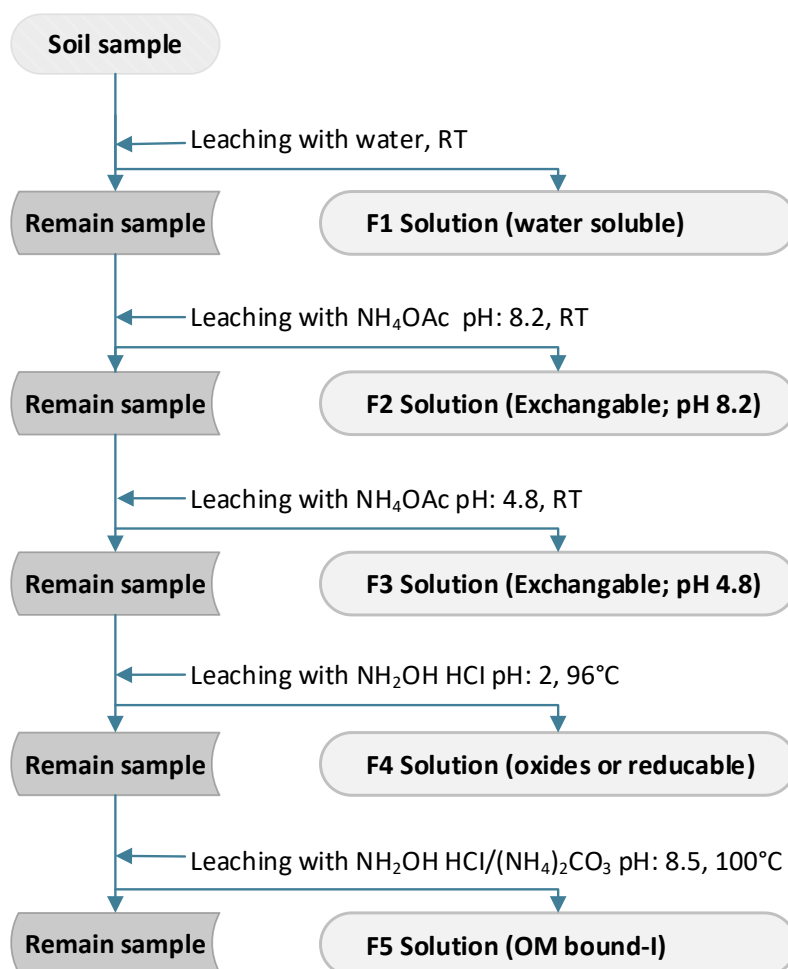 Soil sample
Leaching with water, RT
Remain sample
F1 Solution (water soluble)
Leaching with NH₄OAc  pH: 8.2, RT
Remain sample
F2 Solution (Exchangable; pH 8.2)
Leaching with NH₄OAc pH: 4.8, RT
Remain sample
F3 Solution (Exchangable; pH 4.8)
Leaching with NH₂OH HCl pH: 2, 96°C
Remain sample
F4 Solution (oxides or reducable)
Leaching with NH₂OH HCl/(NH₄)₂CO₃ pH: 8.5, 100°C
Remain sample
F5 Solution (OM bound-I)